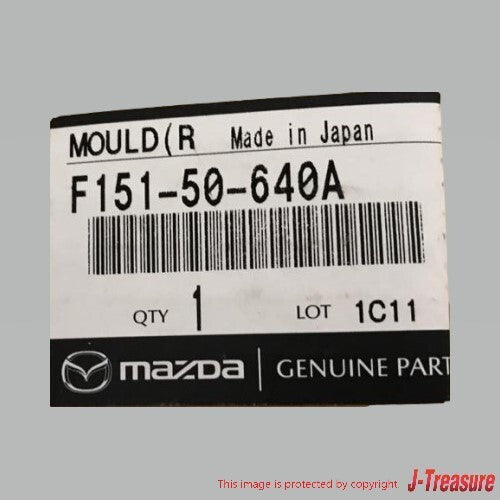 MOULD(R Made in Japan
F151-50-640A
QTY 1 LOT 1C11
mazda GENUINE PART
This image is protected by copyright. J-Treasure